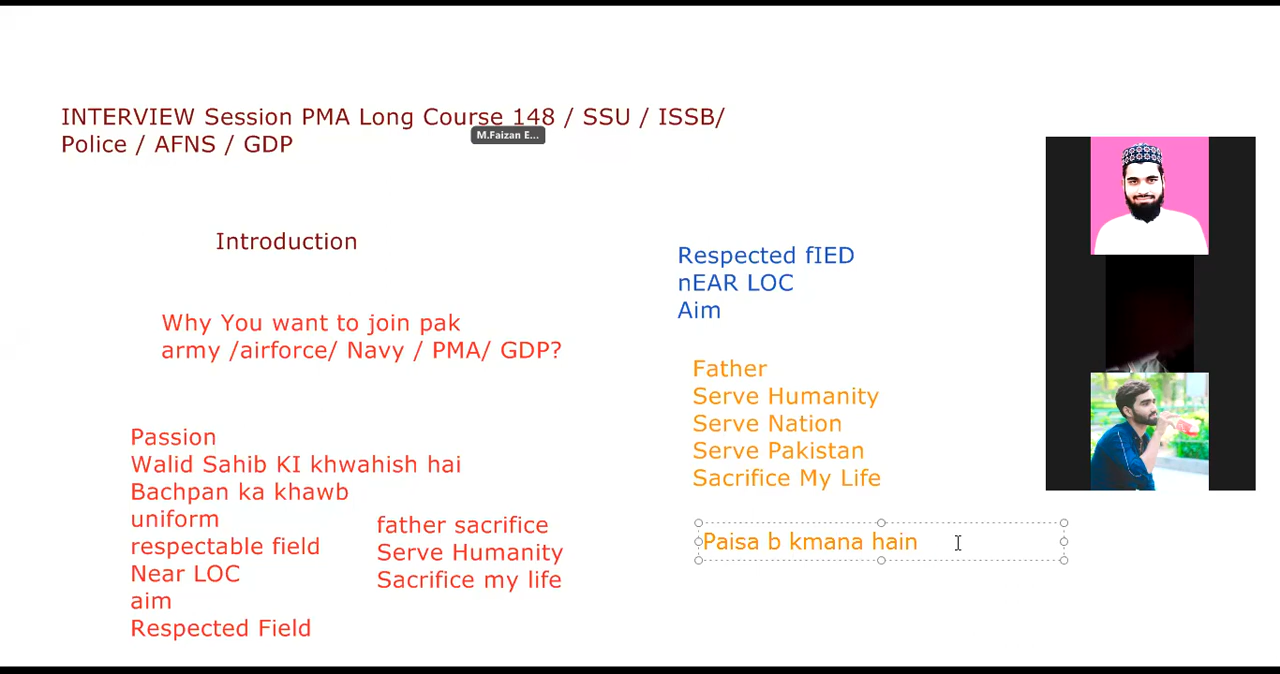 INTERVIEW Session PMA Long Course 148 / SSU / ISSB/
Police / AFNS / GDP
M.Faizan E...
Introduction
Why You want to join pak
army /airforce/ Navy / PMA/ GDP?
Passion
Walid Sahib KI khwahish hai
Bachpan ka khawb
uniform
respectable field
Near LOC
aim
Respected Field
father sacrifice
Serve Humanity
Sacrifice my life
Respected fIED
nEAR LOC
Aim
Father
Serve Humanity
Serve Nation
Serve Pakistan
Sacrifice My Life
Paisa b kmana hain